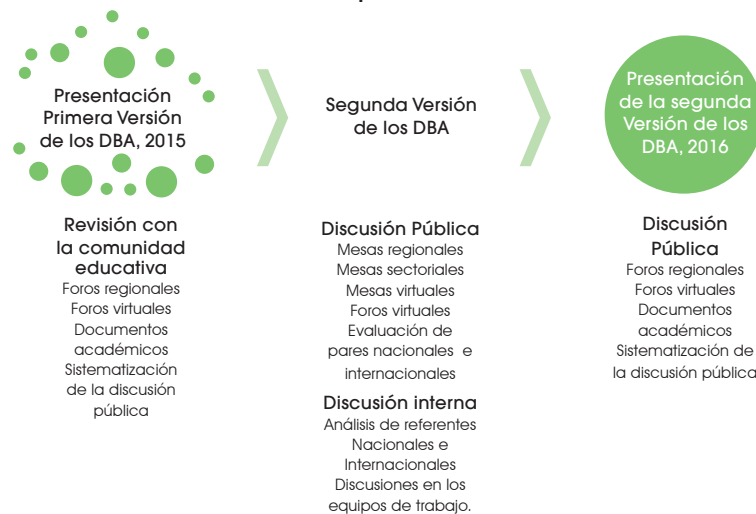 Presentación
Primera Versión
de los DBA, 2015
Revisión con
la comunidad
educativa
Foros regionales
Foros virtuales
Documentos
académicos
Sistematización
de la discusión
pública
Segunda Versión
de los DBA
Discusión Pública
Mesas regionales
Mesas sectoriales
Mesas virtuales
Foros virtuales
Evaluación de
pares nacionales e
internacionales
Discusión interna
Análisis de referentes
Nacionales e
Internacionales
Discusiones en los
equipos de trabajo.
Presentación
de la segunda
Versión de los
DBA, 2016
Discusión
Pública
Foros regionales
Foros virtuales
Documentos
académicos
Sistematización de
la discusión pública